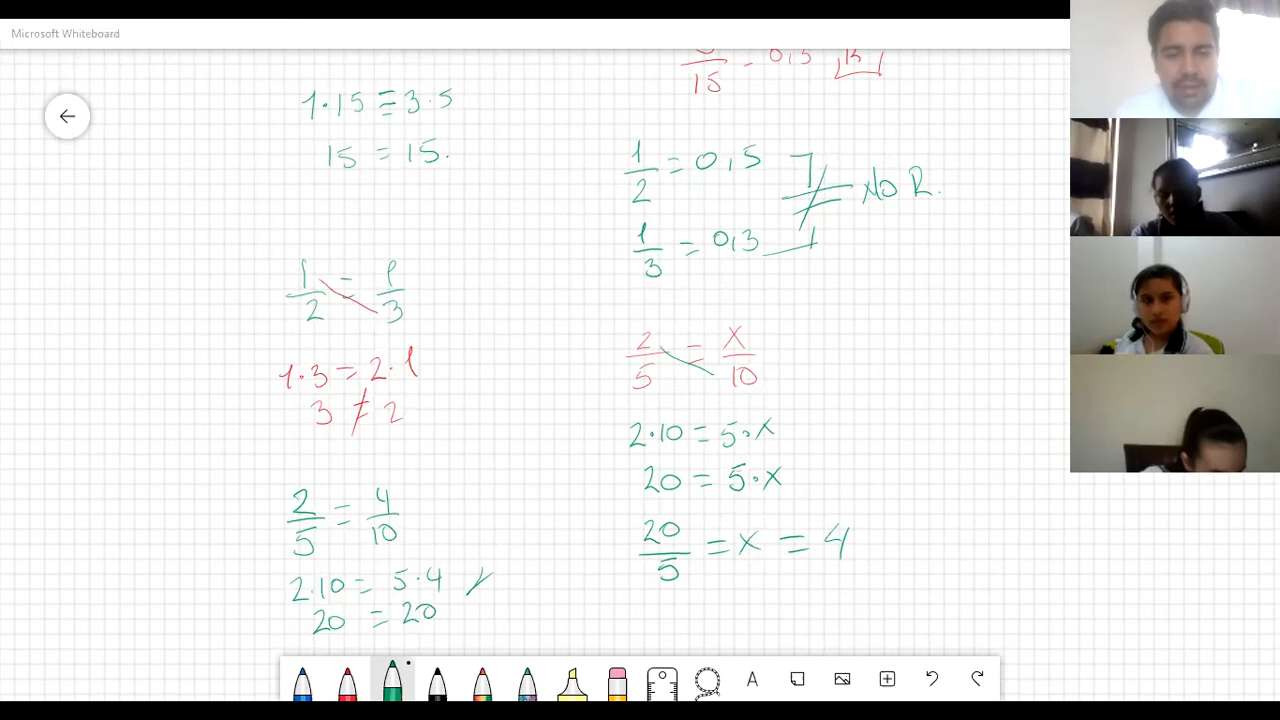 Microsoft Whiteboard
1·15 = 3·5
15 = 15.
1/2 = 1/3
1·3 = 2·1
3 ≠ 2
2/5 = 4/10
2·10 = 5·4
20 = 20
15
1/2 = 0,5
NO R.
1/3 = 0,3
2/5 = x/10
2·10 = 5·x
20 = 5·x
20/5 = x = 4
A